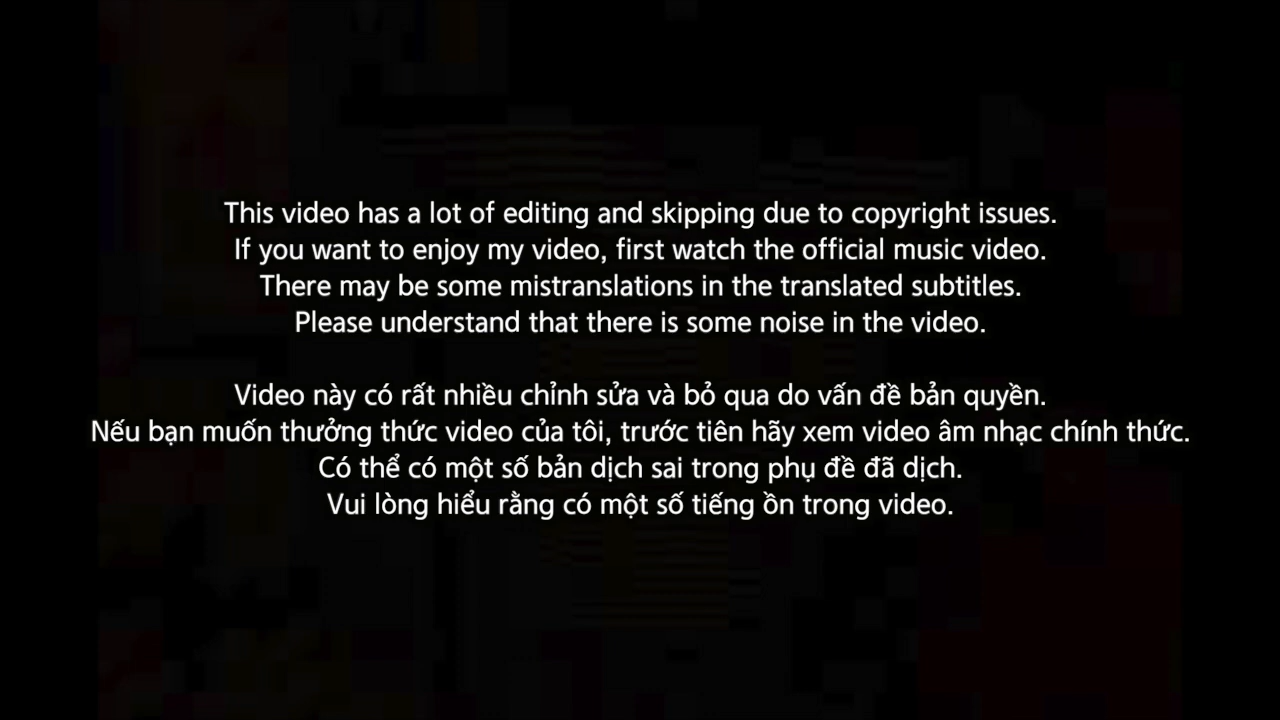 This video has a lot of editing and skipping due to copyright issues.
If you want to enjoy my video, first watch the official music video.
There may be some mistranslations in the translated subtitles.
Please understand that there is some noise in the video.
Video này có rất nhiều chỉnh sửa và bỏ qua do vấn đề bản quyền.
Nếu bạn muốn thưởng thức video của tôi, trước tiên hãy xem video âm nhạc chính thức.
Có thể có một số bản dịch sai trong phụ đề đã dịch.
Vui lòng hiểu rằng có một số tiếng ồn trong video.